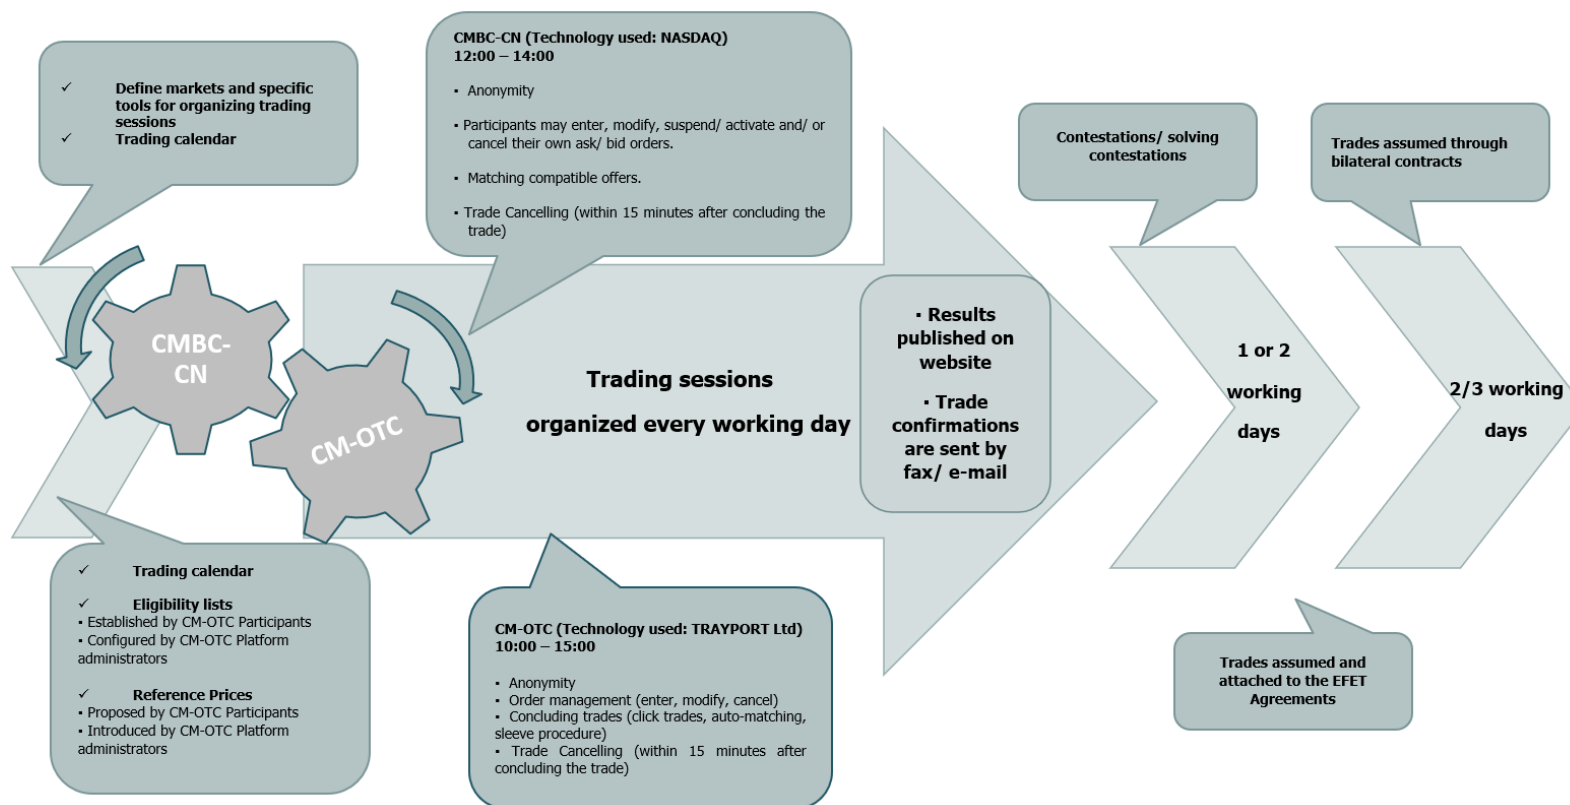 ✓ Define markets and specific
tools for organizing trading
sessions
✓ Trading calendar
CMBC-CN (Technology used: NASDAQ)
12:00 – 14:00
▪ Anonymity
▪ Participants may enter, modify, suspend/ activate and/ or
cancel their own ask/ bid orders.
▪ Matching compatible offers.
▪ Trade Cancelling (within 15 minutes after concluding the
trade)
Contestations/ solving
contestations
Trades assumed through
bilateral contracts
CMBC-
CN
CM-OTC
Trading sessions
organized every working day
▪ Results
published on
website
▪ Trade
confirmations
are sent by
fax/ e-mail
1 or 2
working
days
2/3 working
days
✓ Trading calendar
✓ Eligibility lists
▪ Established by CM-OTC Participants
▪ Configured by CM-OTC Platform
administrators
✓ Reference Prices
▪ Proposed by CM-OTC Participants
▪ Introduced by CM-OTC Platform
administrators
CM-OTC (Technology used: TRAYPORT Ltd)
10:00 – 15:00
▪ Anonymity
▪ Order management (enter, modify, cancel)
▪ Concluding trades (click trades, auto-matching,
sleeve procedure)
▪ Trade Cancelling (within 15 minutes after
concluding the trade)
Trades assumed and
attached to the EFET
Agreements